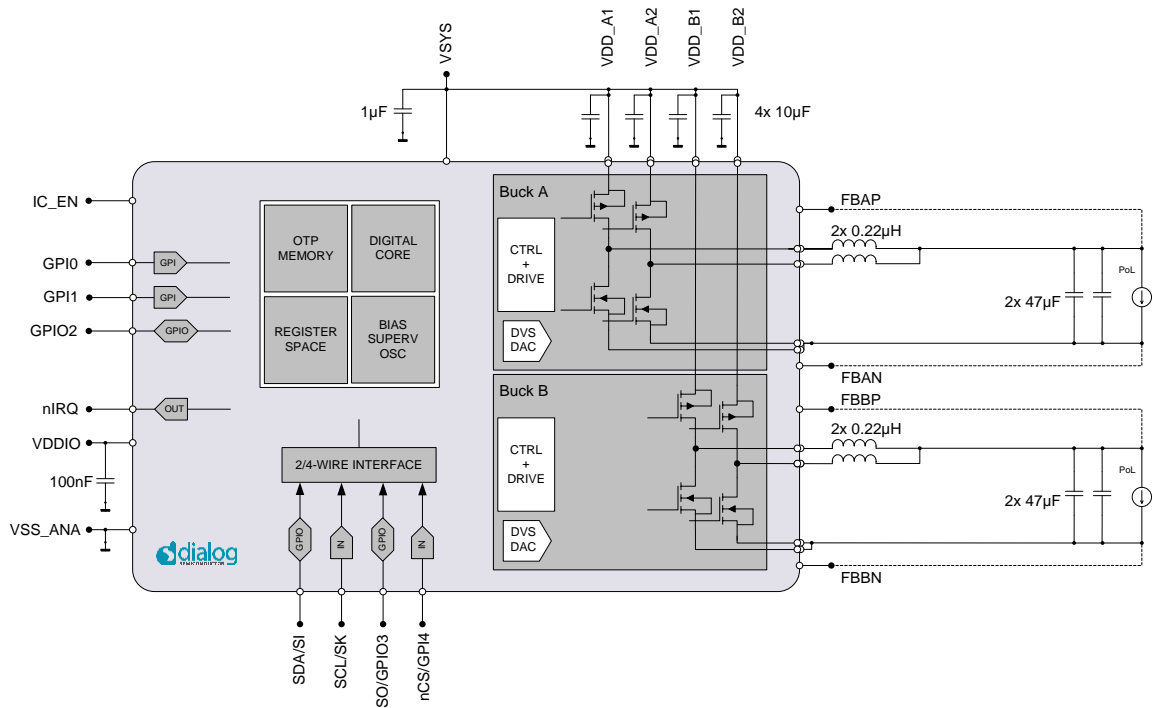 VSYS
VDD_A1
VDD_A2
VDD_B1
VDD_B2
1µF
4x 10µF
IC_EN
GPI0
GPI
GPI1
GPI
GPIO2
GPIO
nIRQ
OUT
VDDIO
100nF
VSS_ANA
OTP
MEMORY
DIGITAL
CORE
REGISTER
SPACE
BIAS
SUPERV
OSC
2/4-WIRE INTERFACE
GPIO
IN
GPIO
IN
SDA/SI
SCL/SK
SO/GPIO3
nCS/GPI4
dialog
SEMICONDUCTOR
Buck A
CTRL
+
DRIVE
DVS
DAC
Buck B
CTRL
+
DRIVE
DVS
DAC
FBAP
2x 0.22µH
2x 47µF
PoL
FBAN
FBBP
2x 0.22µH
2x 47µF
PoL
FBBN